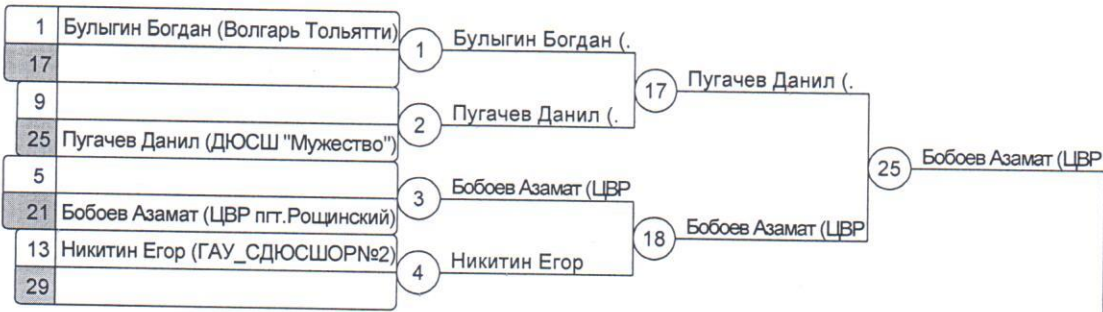 1 Булыгин Богдан (Волгарь Тольятти)
17
1
Булыгин Богдан (.
9
25 Пугачев Данил (ДЮСШ "Мужество")
2
Пугачев Данил (.
17
Пугачев Данил (.
5
21 Бобоев Азамат (ЦВР пгт.Рощинский)
3
Бобоев Азамат (ЦВР
13 Никитин Егор (ГАУ_СДЮСШОР№2)
29
4
Никитин Егор
18
Бобоев Азамат (ЦВР
25
Бобоев Азамат (ЦВР